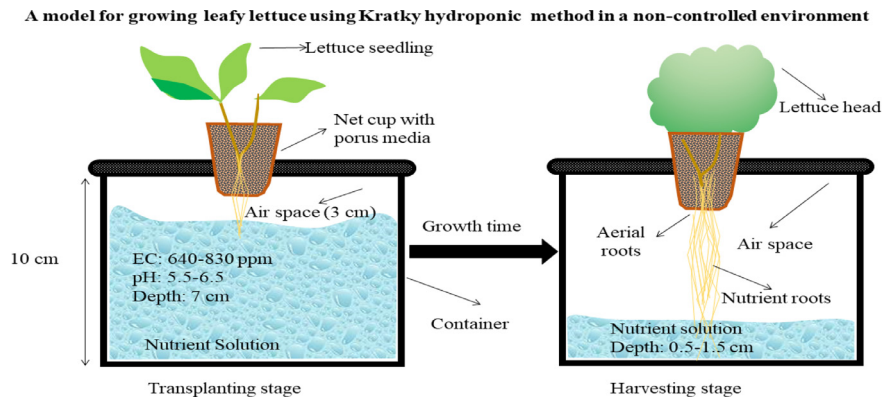 A model for growing leafy lettuce using Kratky hydroponic method in a non-controlled environment
Lettuce seedling
Net cup with
porus media
Air space (3 cm)
10 cm
EC: 640-830 ppm
pH: 5.5-6.5
Depth: 7 cm
Nutrient Solution
Container
Transplanting stage
Growth time
Lettuce head
Aerial
roots
Air space
Nutrient roots
Nutrient solution
Depth: 0.5-1.5 cm
Harvesting stage